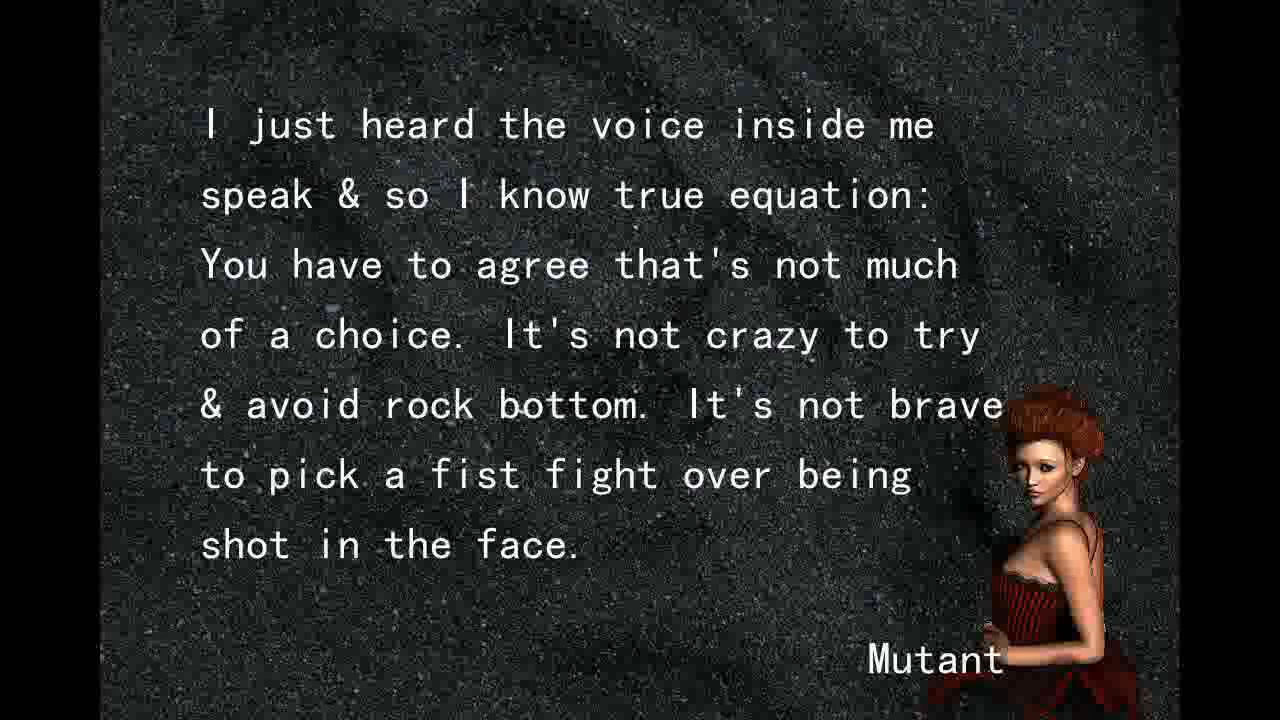 I just heard the voice inside me
speak & so I know true equation:
You have to agree that's not much
of a choice. It's not crazy to try
& avoid rock bottom. It's not brave
to pick a fist fight over being
shot in the face.
Mutant